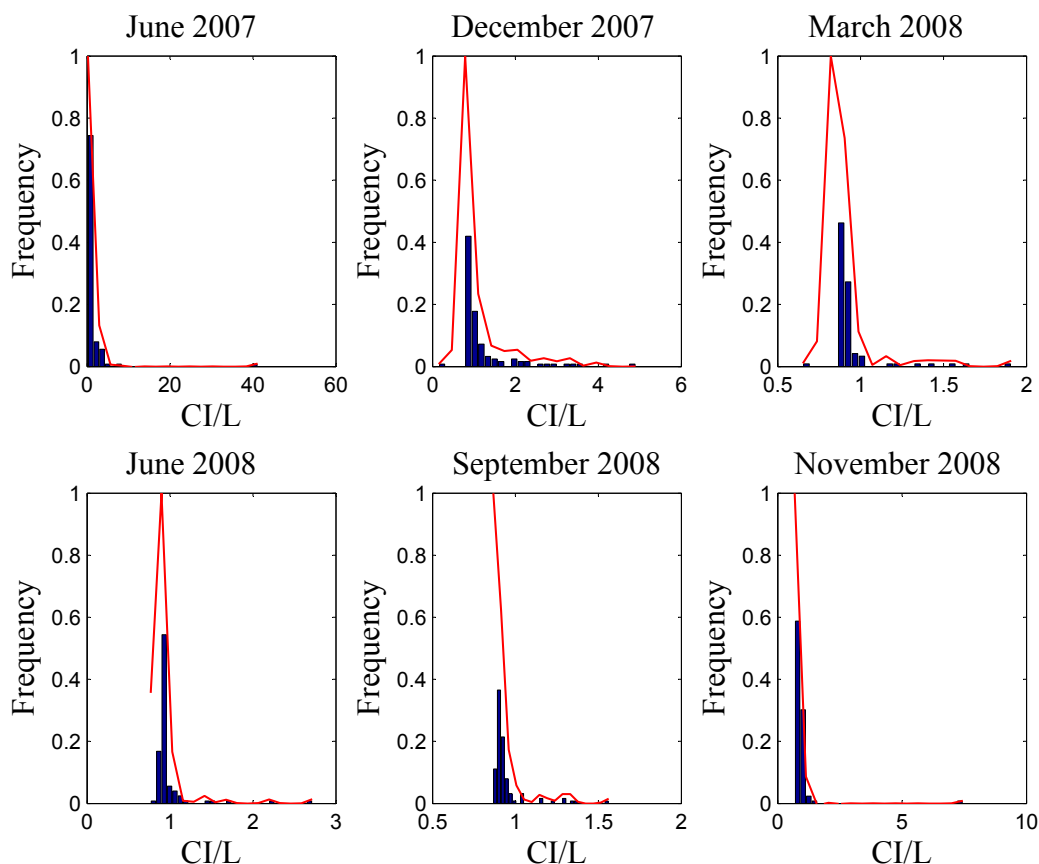 June 2007
December 2007
March 2008
1
0.8
0.6
0.4
0.2
0
Frequency
0 20 40 60
CI/L
1
0.8
0.6
0.4
0.2
0
Frequency
0 2 4 6
CI/L
1
0.8
0.6
0.4
0.2
0
Frequency
0.5 1 1.5 2
CI/L
June 2008
September 2008
November 2008
1
0.8
0.6
0.4
0.2
0
Frequency
0 1 2 3
CI/L
1
0.8
0.6
0.4
0.2
0
Frequency
0.5 1 1.5 2
CI/L
1
0.8
0.6
0.4
0.2
0
Frequency
0 5 10
CI/L